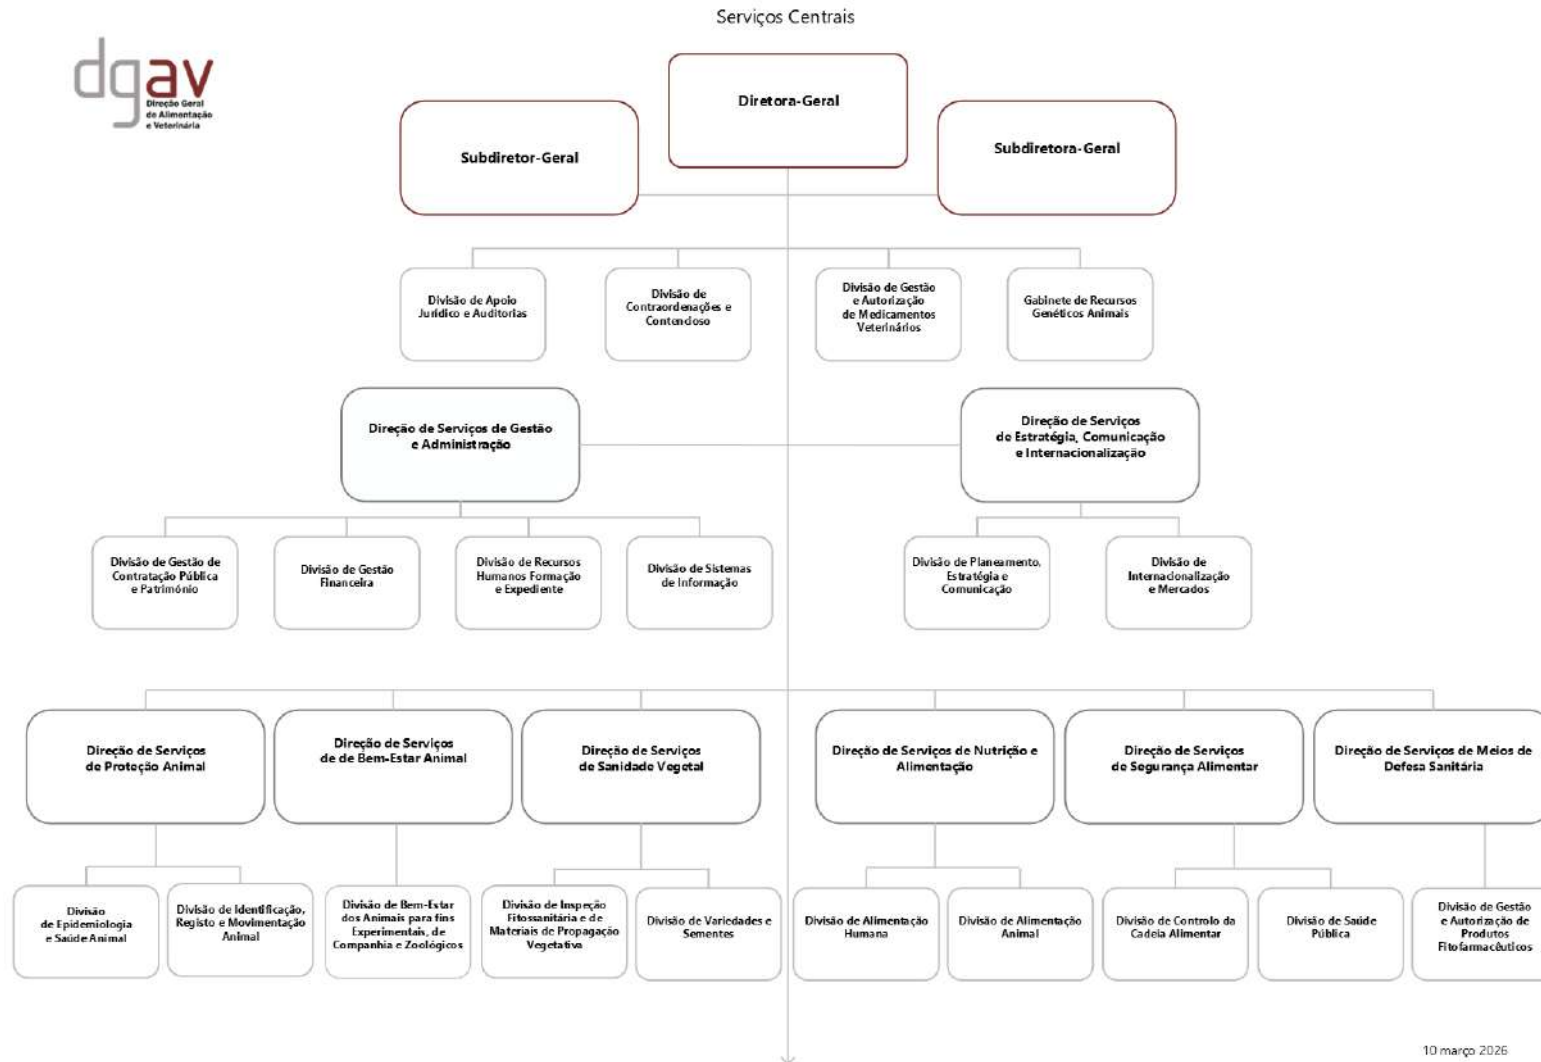 Serviços Centrais
dgav
Direção Geral
de Alimentação
e Veterinária
Diretora-Geral
Subdiretor-Geral
Subdiretora-Geral
Divisão de Apoio
Jurídico e Auditorias
Divisão de
Contraordenações e
Contencioso
Divisão de Gestão
e Autorização
de Medicamentos
Veterinários
Gabinete de Recursos
Genéticos Animais
Direção de Serviços de Gestão
e Administração
Direção de Serviços
de Estratégia, Comunicação
e Internacionalização
Divisão de Gestão de
Contratação Pública
e Património
Divisão de Gestão
Financeira
Divisão de Recursos
Humanos Formação
e Expediente
Divisão de Sistemas
de Informação
Divisão de Planeamento,
Estratégia e
Comunicação
Divisão de
Internacionalização
e Mercados
Direção de Serviços
de Proteção Animal
Direção de Serviços
de de Bem-Estar Animal
Direção de Serviços
de Sanidade Vegetal
Direção de Serviços de Nutrição e
Alimentação
Direção de Serviços
de Segurança Alimentar
Direção de Serviços de Meios de
Defesa Sanitária
Divisão
de Epidemiologia
e Saúde Animal
Divisão de Identificação,
Registo e Movimentação
Animal
Divisão de Bem-Estar
dos Animais para fins
Experimentais, de
Companhia e Zoológicos
Divisão de Inspeção
Fitossanitária e de
Materiais de Propagação
Vegetativa
Divisão de Variedades e
Sementes
Divisão de Alimentação
Humana
Divisão de Alimentação
Animal
Divisão de Controlo da
Cadeia Alimentar
Divisão de Saúde
Pública
Divisão de Gestão
e Autorização de
Produtos
Fitofarmacêuticos
10 março 2026